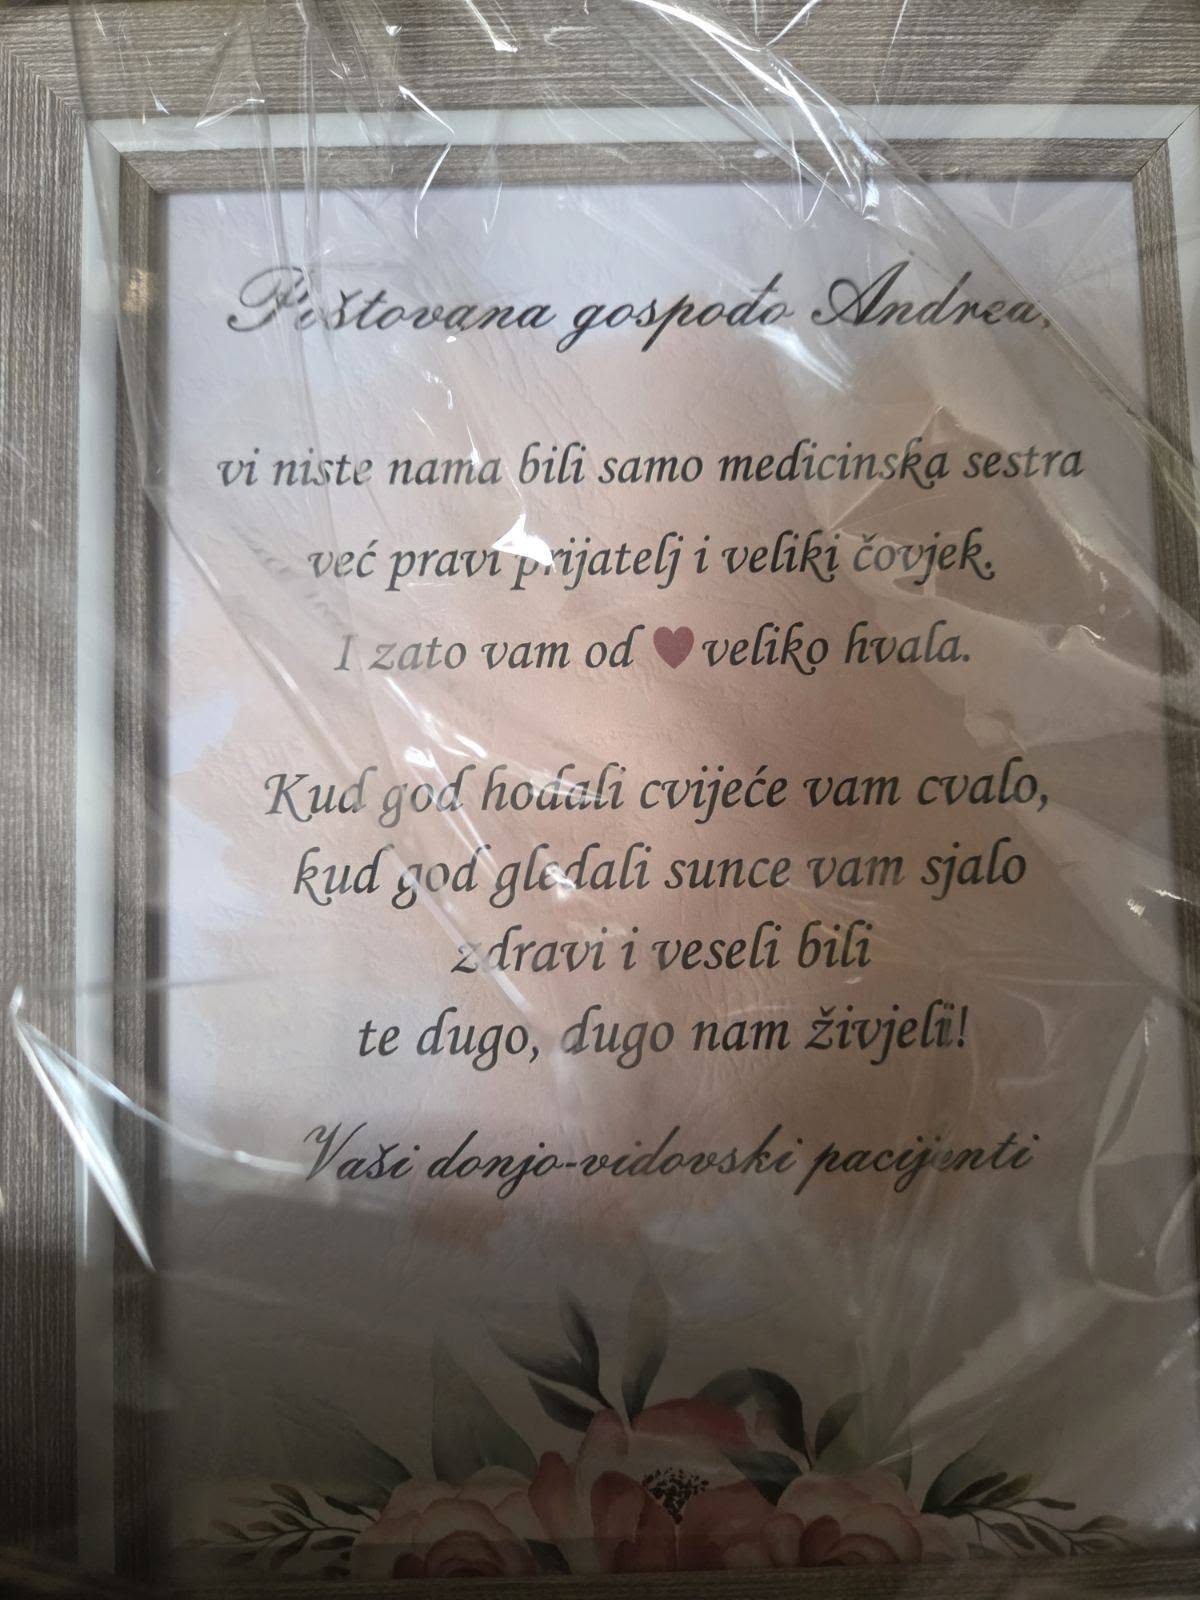 Poštovana gospođo Andrea,
vi niste nama bili samo medicinska sestra
već pravi prijatelj i veliki čovjek.
I zato vam od ❤ veliko hvala.
Kud god hodali cvijeće vam cvalo,
kud god gledali sunce vam sjalo
zdravi i veseli bili
te dugo, dugo nam živjeli!
Vaši donjo-vidovski pacijenti